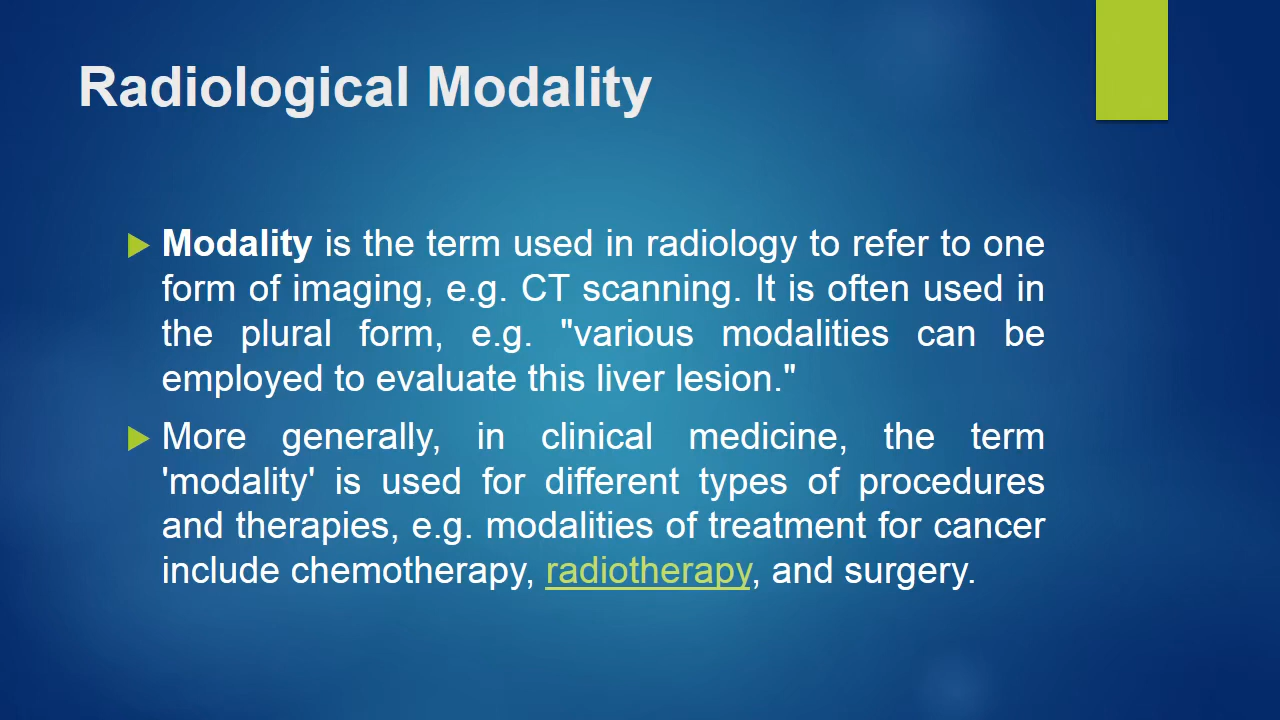 Radiological Modality
Modality is the term used in radiology to refer to one
form of imaging, e.g. CT scanning. It is often used in
the plural form, e.g. "various modalities can be
employed to evaluate this liver lesion."
More generally, in clinical medicine, the term
'modality' is used for different types of procedures
and therapies, e.g. modalities of treatment for cancer
include chemotherapy, radiotherapy, and surgery.